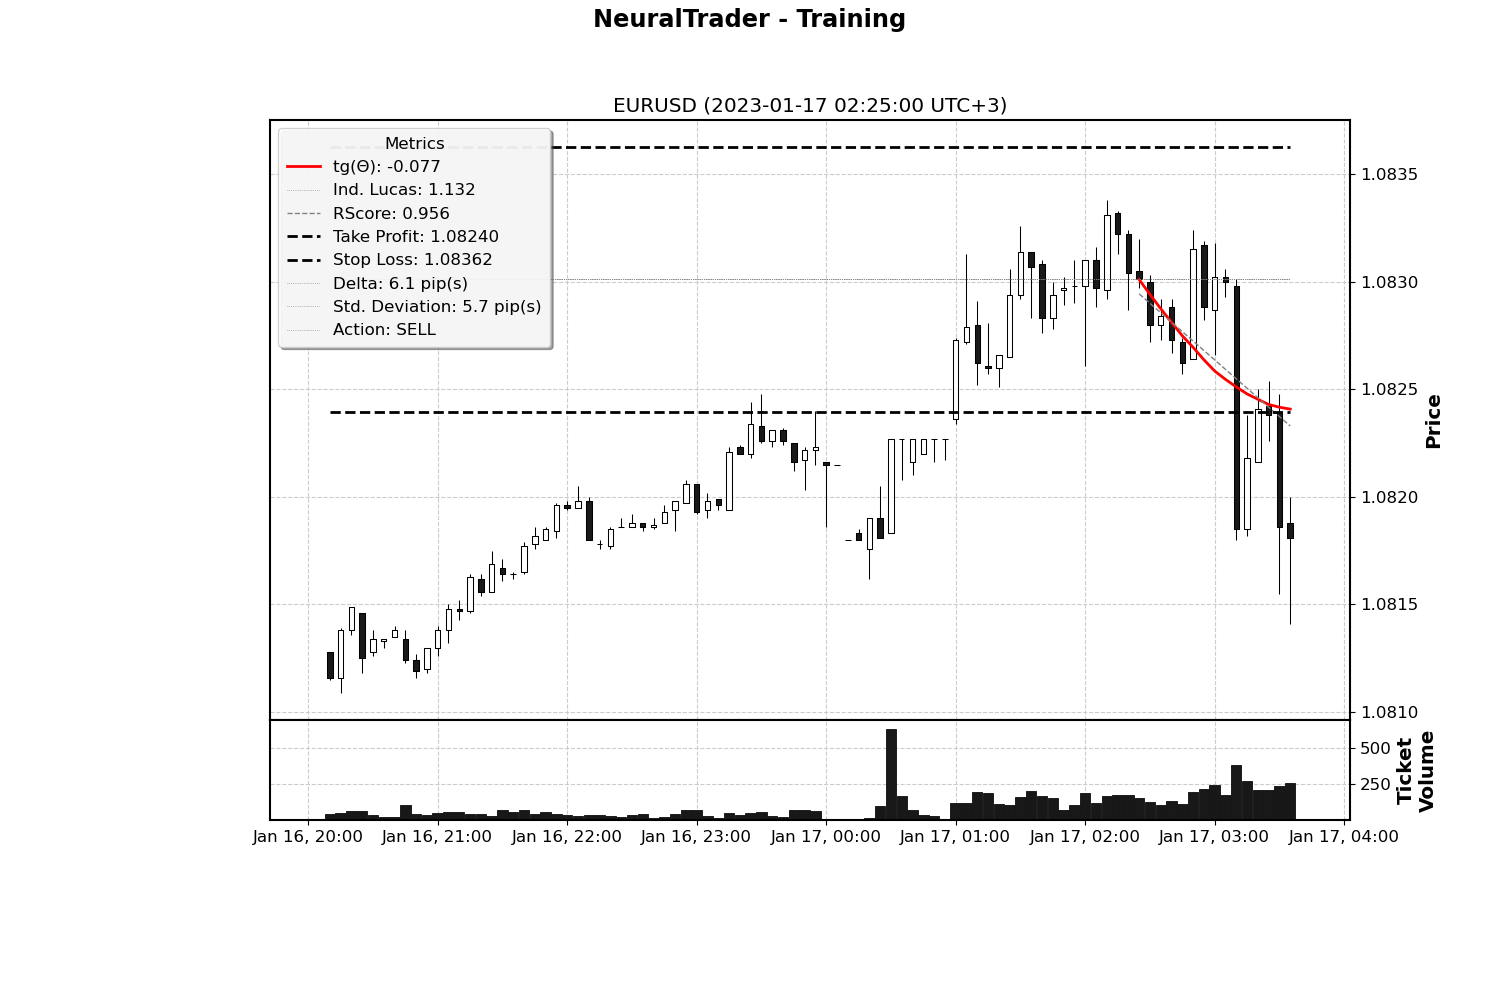 NeuralTrader - Training
EURUSD (2023-01-17 02:25:00 UTC+3)
Metrics
tg(Θ): -0.077
Ind. Lucas: 1.132
RScore: 0.956
Take Profit: 1.08240
Stop Loss: 1.08362
Delta: 6.1 pip(s)
Std. Deviation: 5.7 pip(s)
Action: SELL
1.0835
1.0830
1.0825
1.0820
1.0815
1.0810
Price
500
250
Ticket
Volume
Jan 16, 20:00 Jan 16, 21:00 Jan 16, 22:00 Jan 16, 23:00 Jan 17, 00:00 Jan 17, 01:00 Jan 17, 02:00 Jan 17, 03:00 Jan 17, 04:00